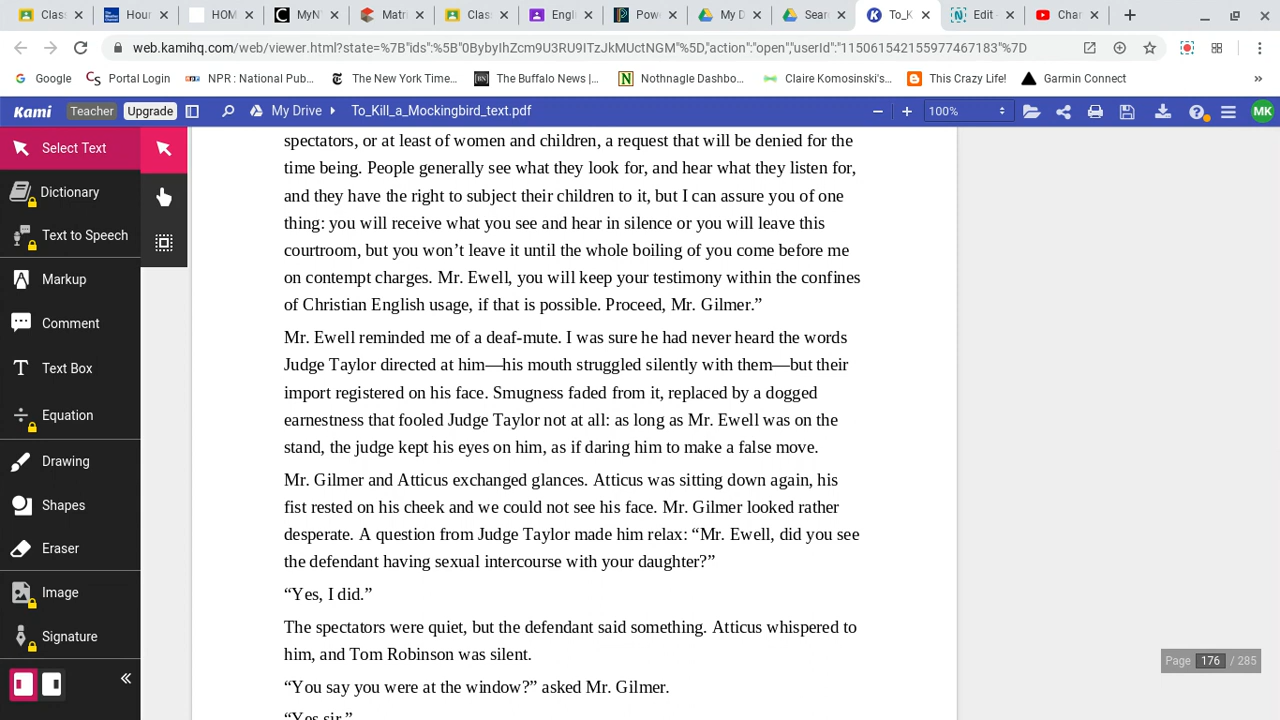 Class
Hour
HOM
MyN
Matri
Class
Engli
Pow
My D
Sear
To_K
Edit -
Char
web.kamihq.com/web/viewer.html?state=%7B"ids":%5B"0BybyIhZcm9U3RU9ITzJkMUctNGM"%5D,"action":"open","userId":"115061542155977467183"%7D
Google
Portal Login
NPR : National Pub...
The New York Time...
The Buffalo News |...
Nothnagle Dashbo...
Claire Komosinski's...
This Crazy Life!
Garmin Connect
»
Kami
Teacher
Upgrade
My Drive
To_Kill_a_Mockingbird_text.pdf
100%
MK
Select Text
Dictionary
Text to Speech
Markup
Comment
Text Box
Equation
Drawing
Shapes
Eraser
Image
Signature
spectators, or at least of women and children, a request that will be denied for the
time being. People generally see what they look for, and hear what they listen for,
and they have the right to subject their children to it, but I can assure you of one
thing: you will receive what you see and hear in silence or you will leave this
courtroom, but you won’t leave it until the whole boiling of you come before me
on contempt charges. Mr. Ewell, you will keep your testimony within the confines
of Christian English usage, if that is possible. Proceed, Mr. Gilmer.”
Mr. Ewell reminded me of a deaf-mute. I was sure he had never heard the words
Judge Taylor directed at him—his mouth struggled silently with them—but their
import registered on his face. Smugness faded from it, replaced by a dogged
earnestness that fooled Judge Taylor not at all: as long as Mr. Ewell was on the
stand, the judge kept his eyes on him, as if daring him to make a false move.
Mr. Gilmer and Atticus exchanged glances. Atticus was sitting down again, his
fist rested on his cheek and we could not see his face. Mr. Gilmer looked rather
desperate. A question from Judge Taylor made him relax: “Mr. Ewell, did you see
the defendant having sexual intercourse with your daughter?”
“Yes, I did.”
The spectators were quiet, but the defendant said something. Atticus whispered to
him, and Tom Robinson was silent.
“You say you were at the window?” asked Mr. Gilmer.
“Yes sir.”
Page 176 / 285